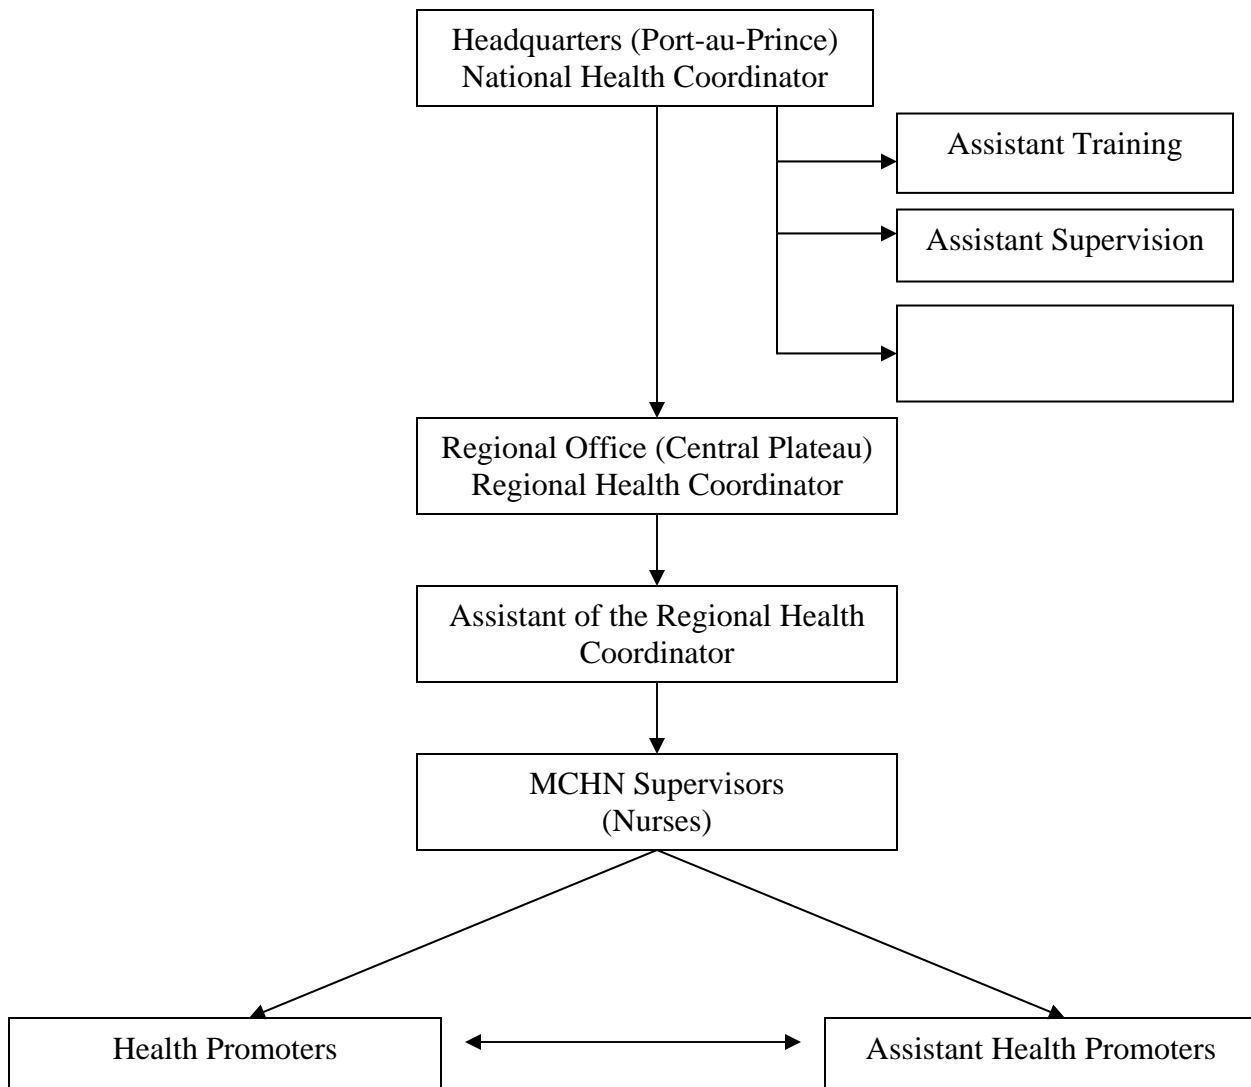 Headquarters (Port-au-Prince)
National Health Coordinator
Assistant Training
Assistant Supervision
Regional Office (Central Plateau)
Regional Health Coordinator
Assistant of the Regional Health
Coordinator
MCHN Supervisors
(Nurses)
Health Promoters
Assistant Health Promoters